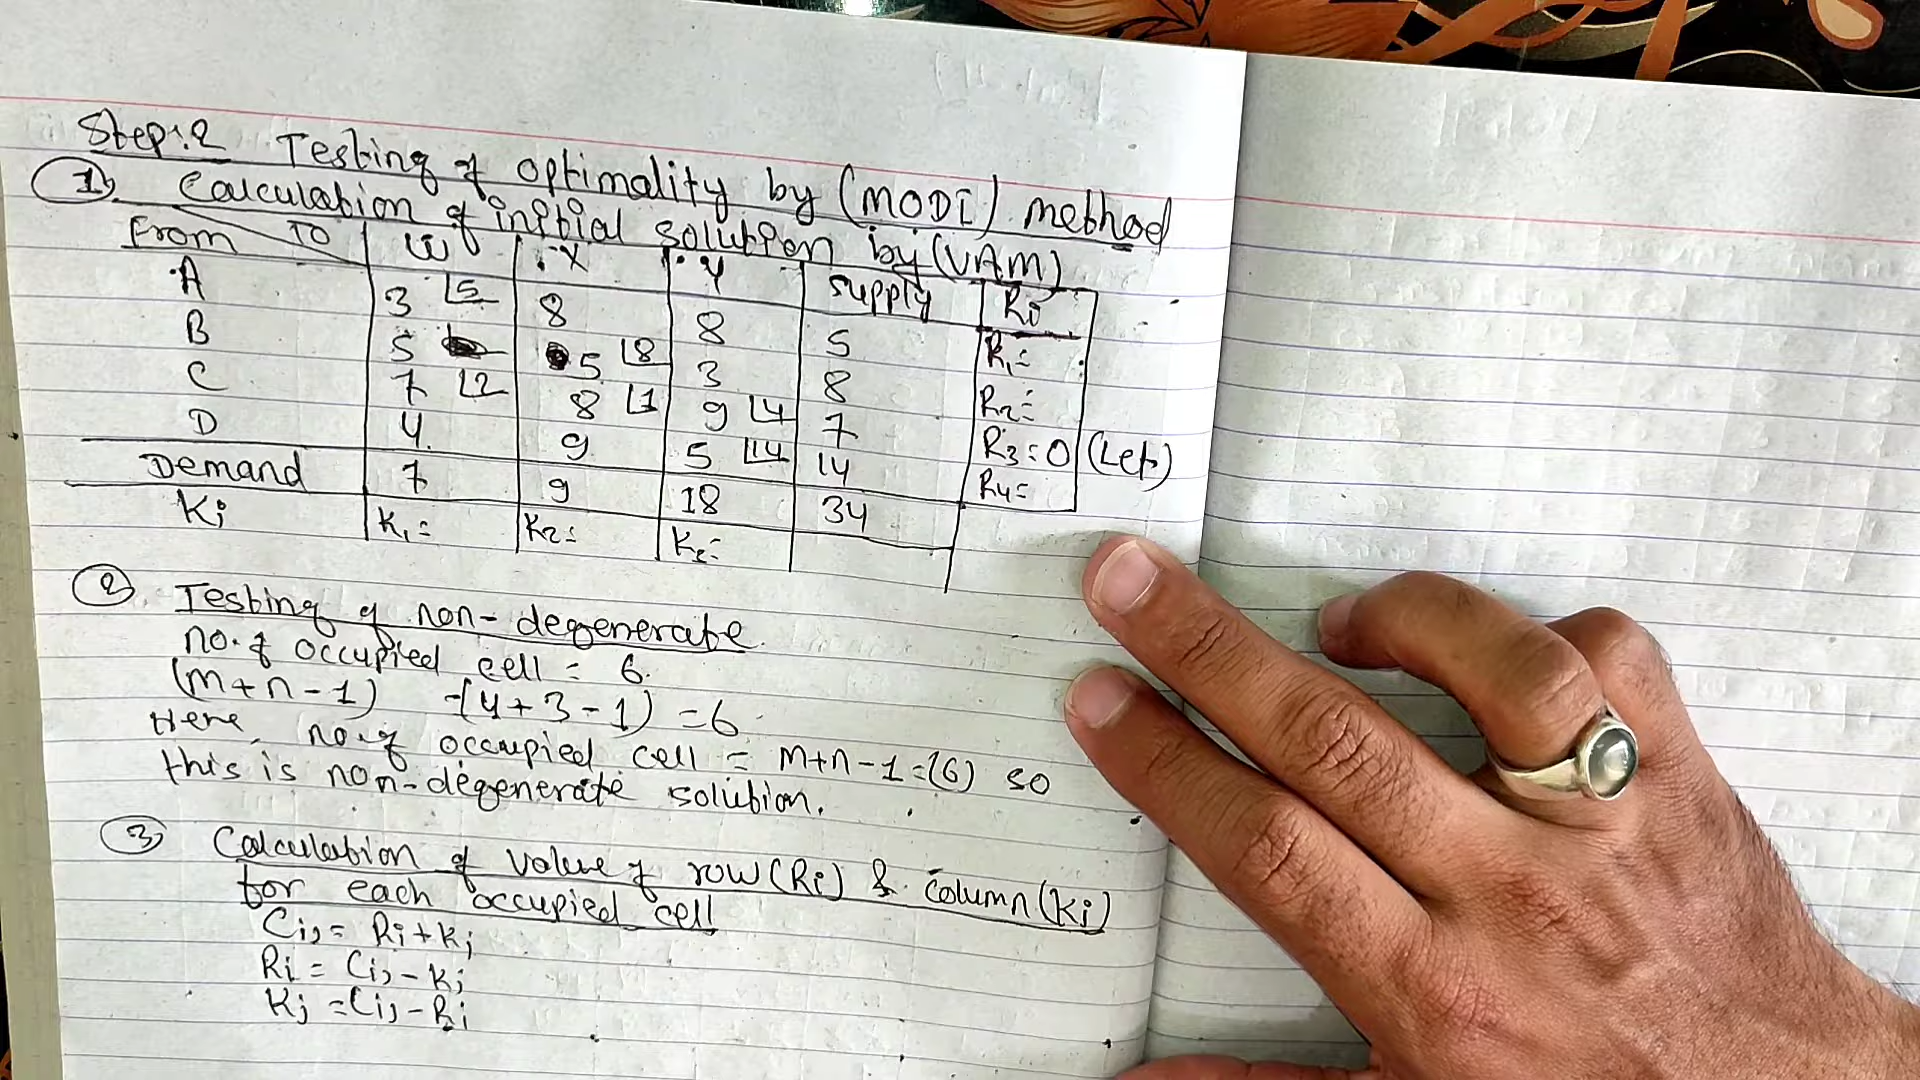 Step:2 Testing of optimality by (MODI) method
1) Calculation of initial solution by (VAM)
From TO W X Y supply Ri
A 3 5 8 8 5 R1=
B 5 5 8 3 8 R2=
C 7 2 8 1 9 4 7 R3=0 (Let)
D 4 9 5 14 14 R4=
Demand 7 9 18 34
Kj K1= K2= K3=
2 Testing of non-degenerate
no. of occupied cell = 6.
(m+n-1) =(4+3-1) = 6
Here, no. of occupied cell = m+n-1=(6) so
this is non-degenerate solution.
3 Calculation of value of row (Ri) & column (Kj)
for each occupied cell
Cij = Ri+Kj
Ri = Cij-Kj
Kj = Cij-Ri